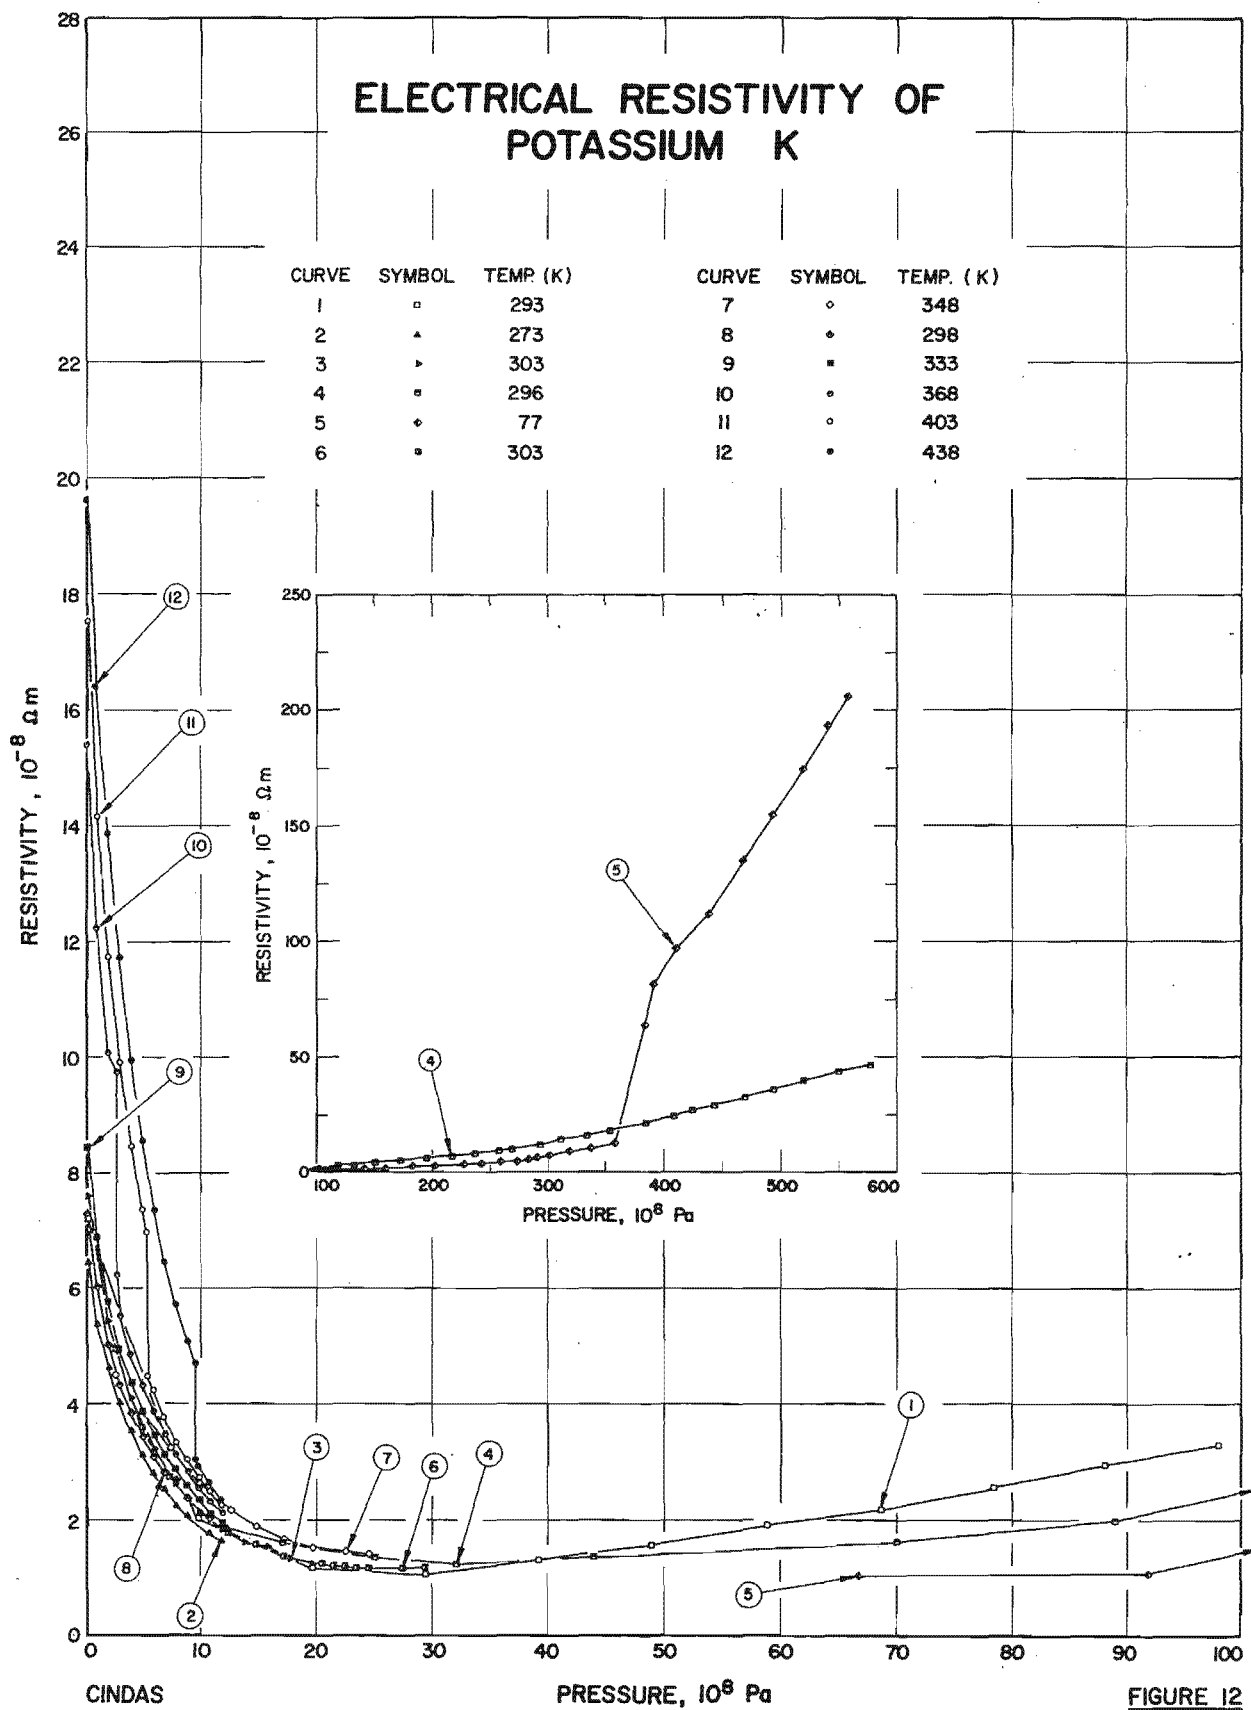 ELECTRICAL RESISTIVITY OF
POTASSIUM K
CURVE SYMBOL TEMP. (K) CURVE SYMBOL TEMP. (K)
1 293 7 348
2 273 8 298
3 303 9 333
4 296 10 368
5 77 11 403
6 303 12 438
28
26
24
22
20
18
16
14
12
10
8
6
4
2
0
RESISTIVITY, 10⁻⁸ Ωm
12
11
10
9
8
2
3
7
6
4
1
5
250
200
150
100
50
0
RESISTIVITY, 10⁻⁸ Ωm
5
4
100 200 300 400 500 600
PRESSURE, 10⁸ Pa
0 10 20 30 40 50 60 70 80 90 100
CINDAS PRESSURE, 10⁸ Pa FIGURE 12